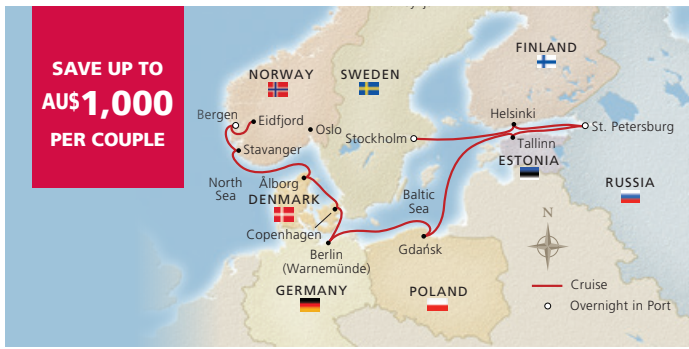 SAVE UP TO
AU$1,000
PER COUPLE
NORWAY
SWEDEN
FINLAND
Bergen
Eidfjord
Oslo
Stockholm
Helsinki
St. Petersburg
Stavanger
Tallinn
ESTONIA
RUSSIA
North
Sea
Ålborg
DENMARK
Baltic
Sea
Copenhagen
Berlin
(Warnemünde)
Gdańsk
N
GERMANY
POLAND
Cruise
Overnight in Port